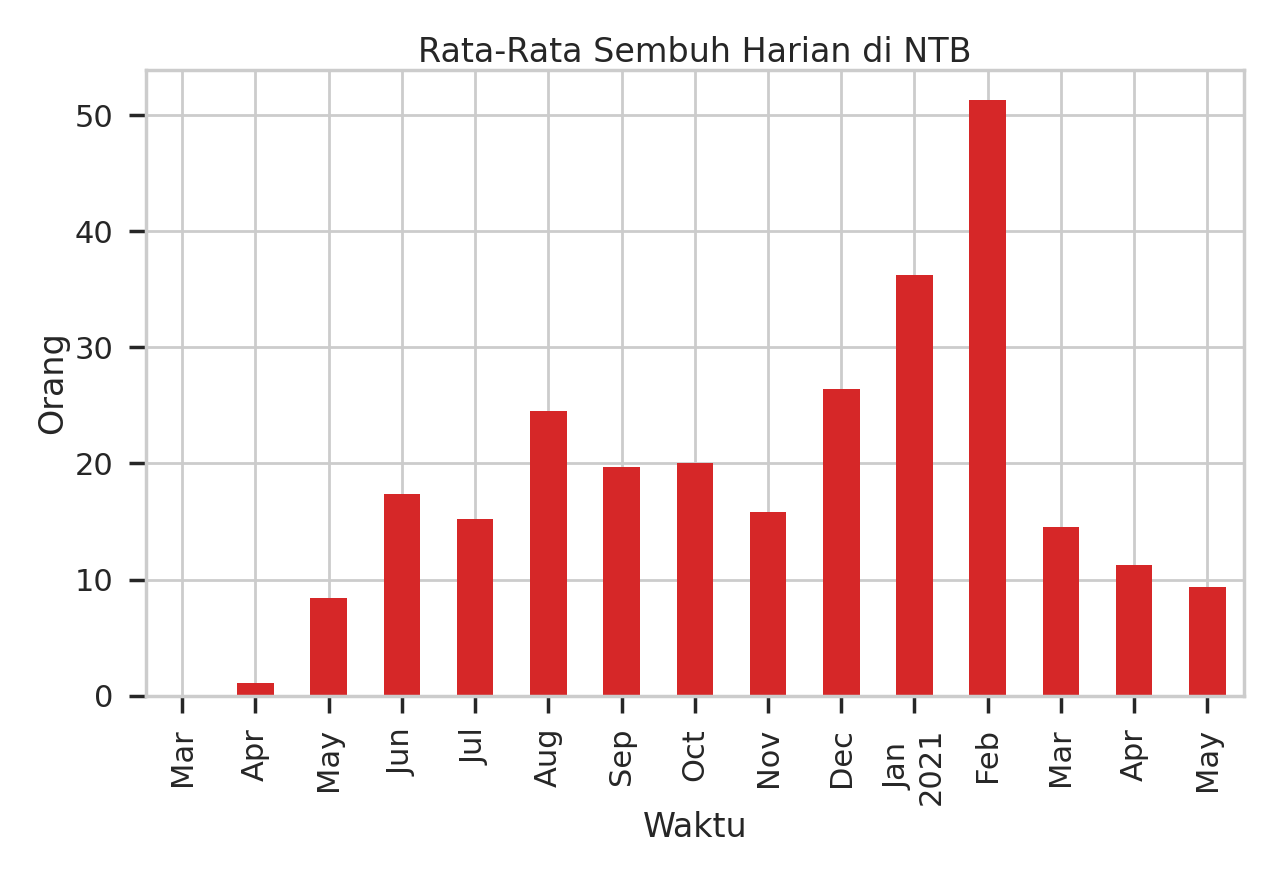 Rata-Rata Sembuh Harian di NTB
50
40
30
20
10
0
Orang
Mar
Apr
May
Jun
Jul
Aug
Sep
Oct
Nov
Dec
Jan
2021
Feb
Mar
Apr
May
Waktu